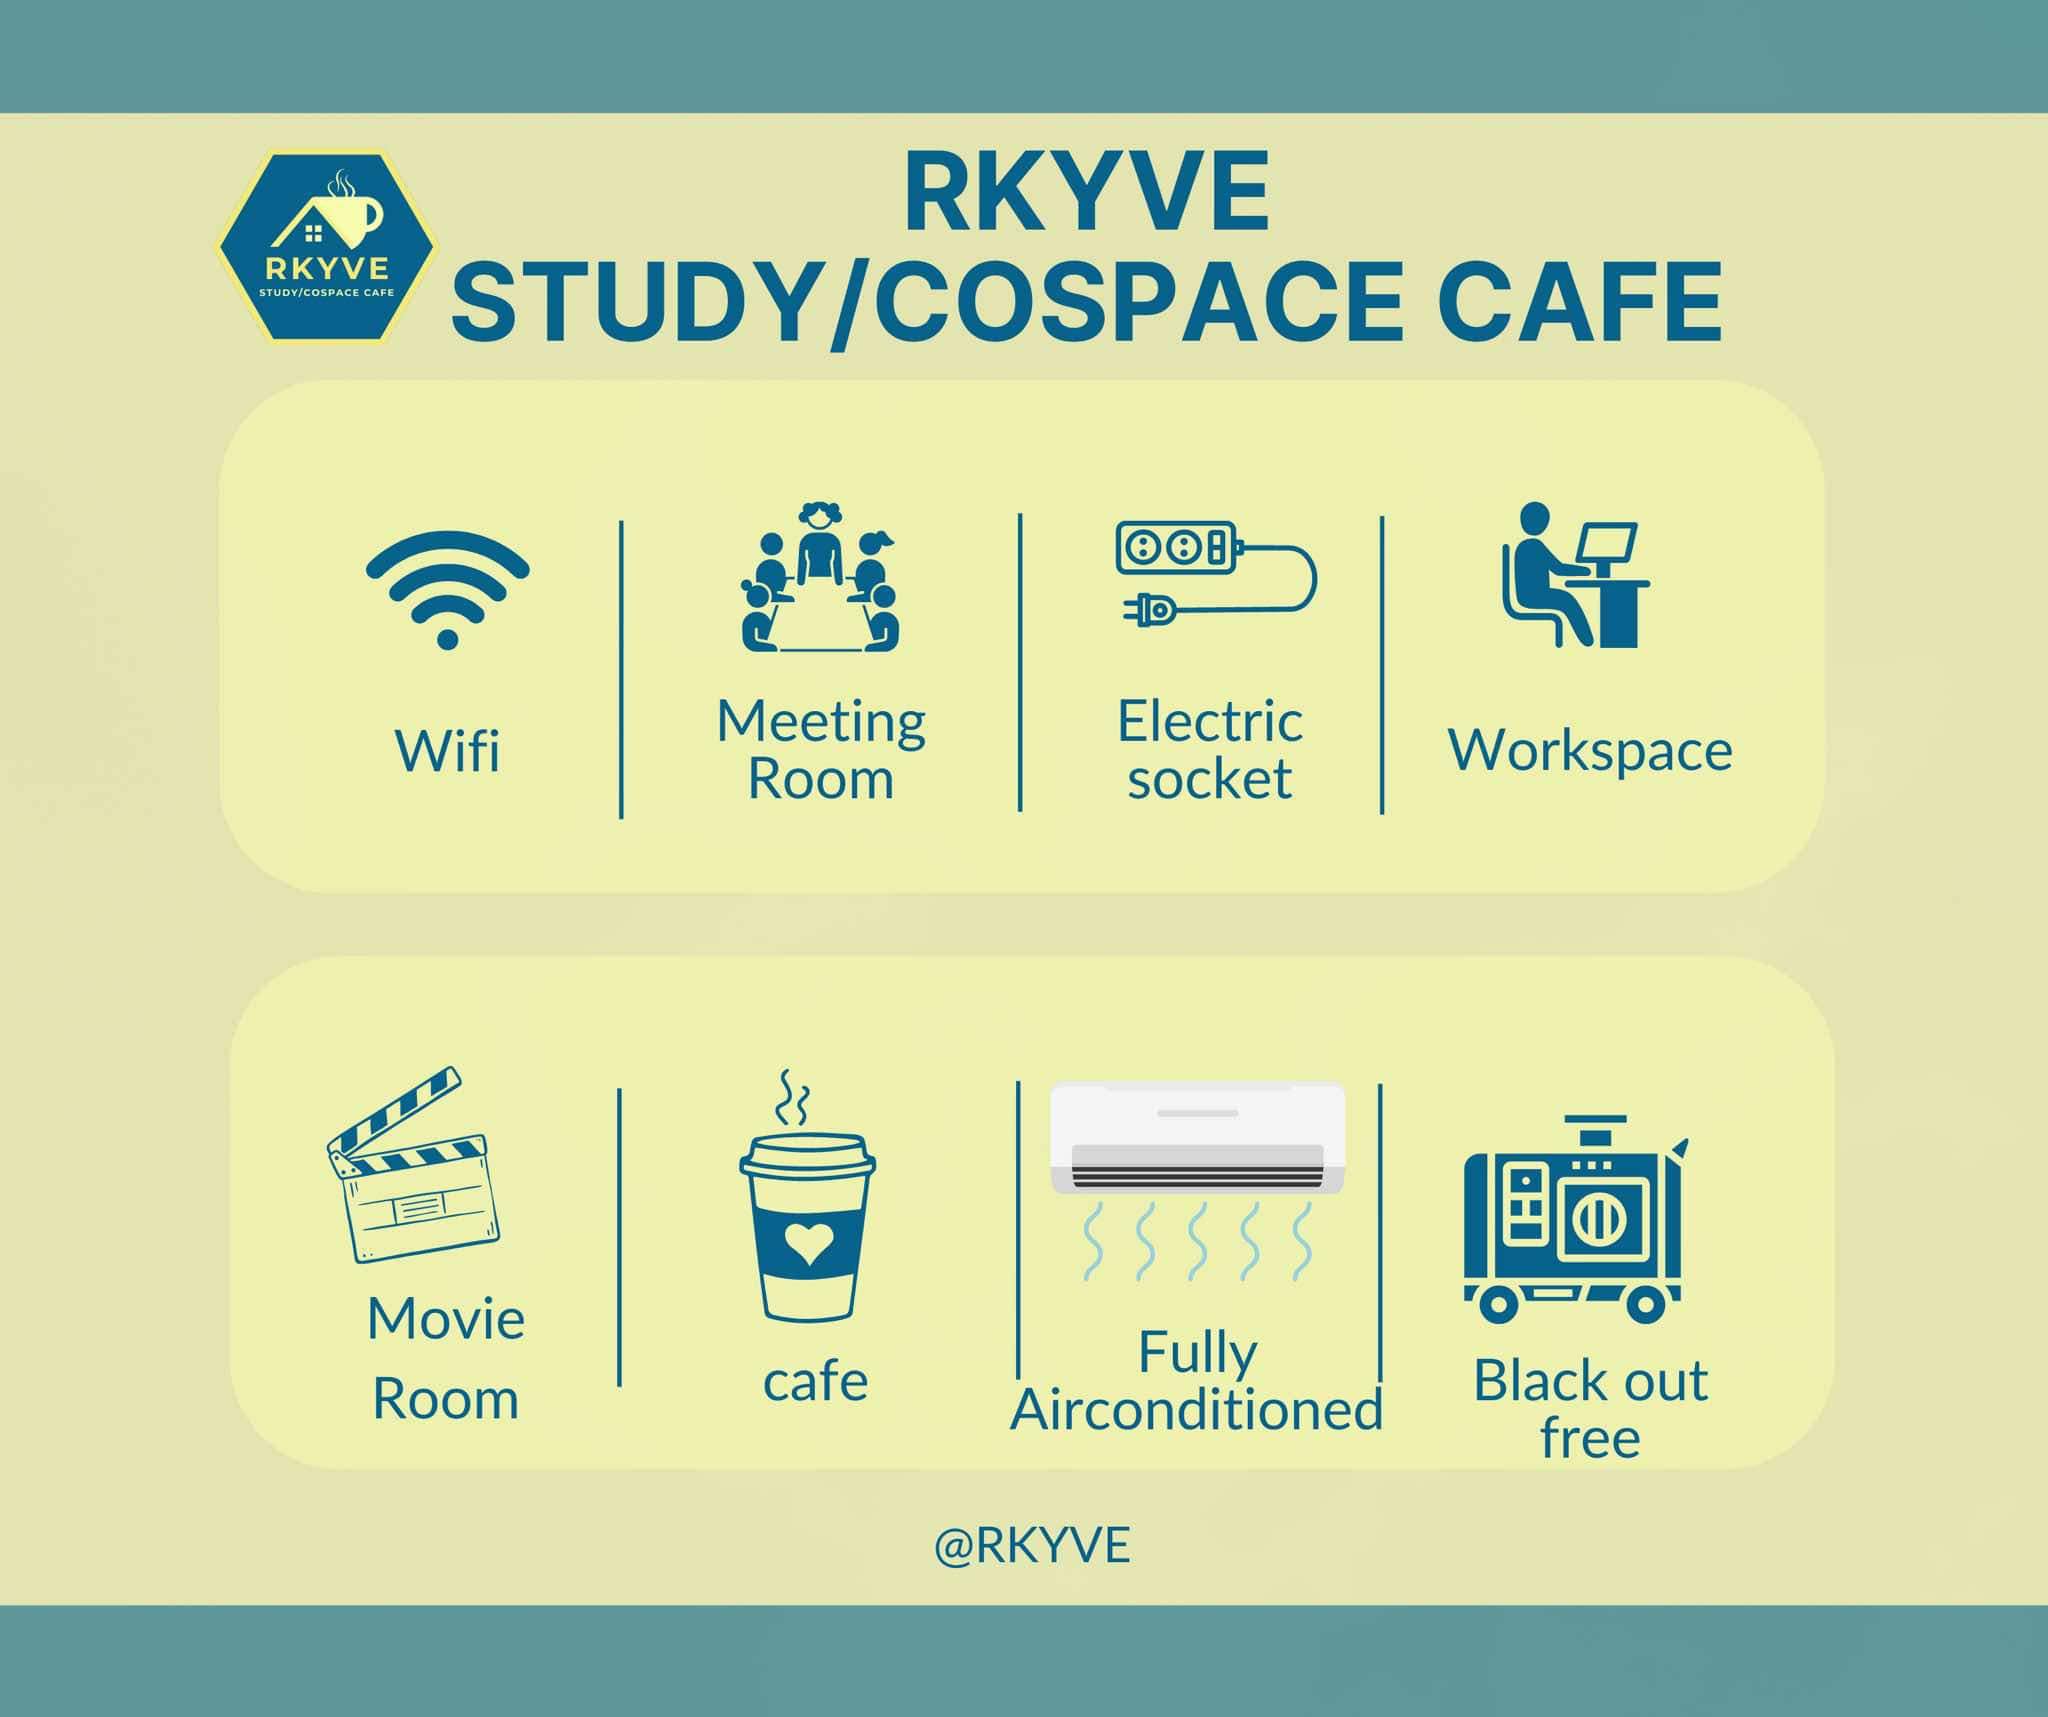 RKYVE
STUDY/COSPACE CAFE
RKYVE
STUDY/COSPACE CAFE
Wifi
Meeting
Room
Electric
socket
Workspace
Movie
Room
cafe
Fully
Airconditioned
Black out
free
@RKYVE